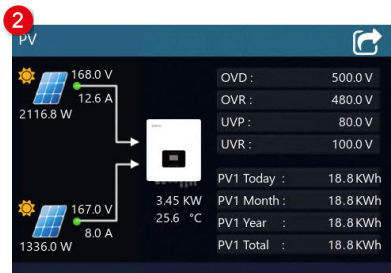 2
PV
168.0 V
12.6 A
2116.8 W
167.0 V
8.0 A
1336.0 W
3.45 KW
25.6 °C
OVD : 500.0 V
OVR : 480.0 V
UVP : 80.0 V
UVR : 100.0 V
PV1 Today : 18.8 KWh
PV1 Month : 18.8 KWh
PV1 Year : 18.8 KWh
PV1 Total : 18.8 KWh